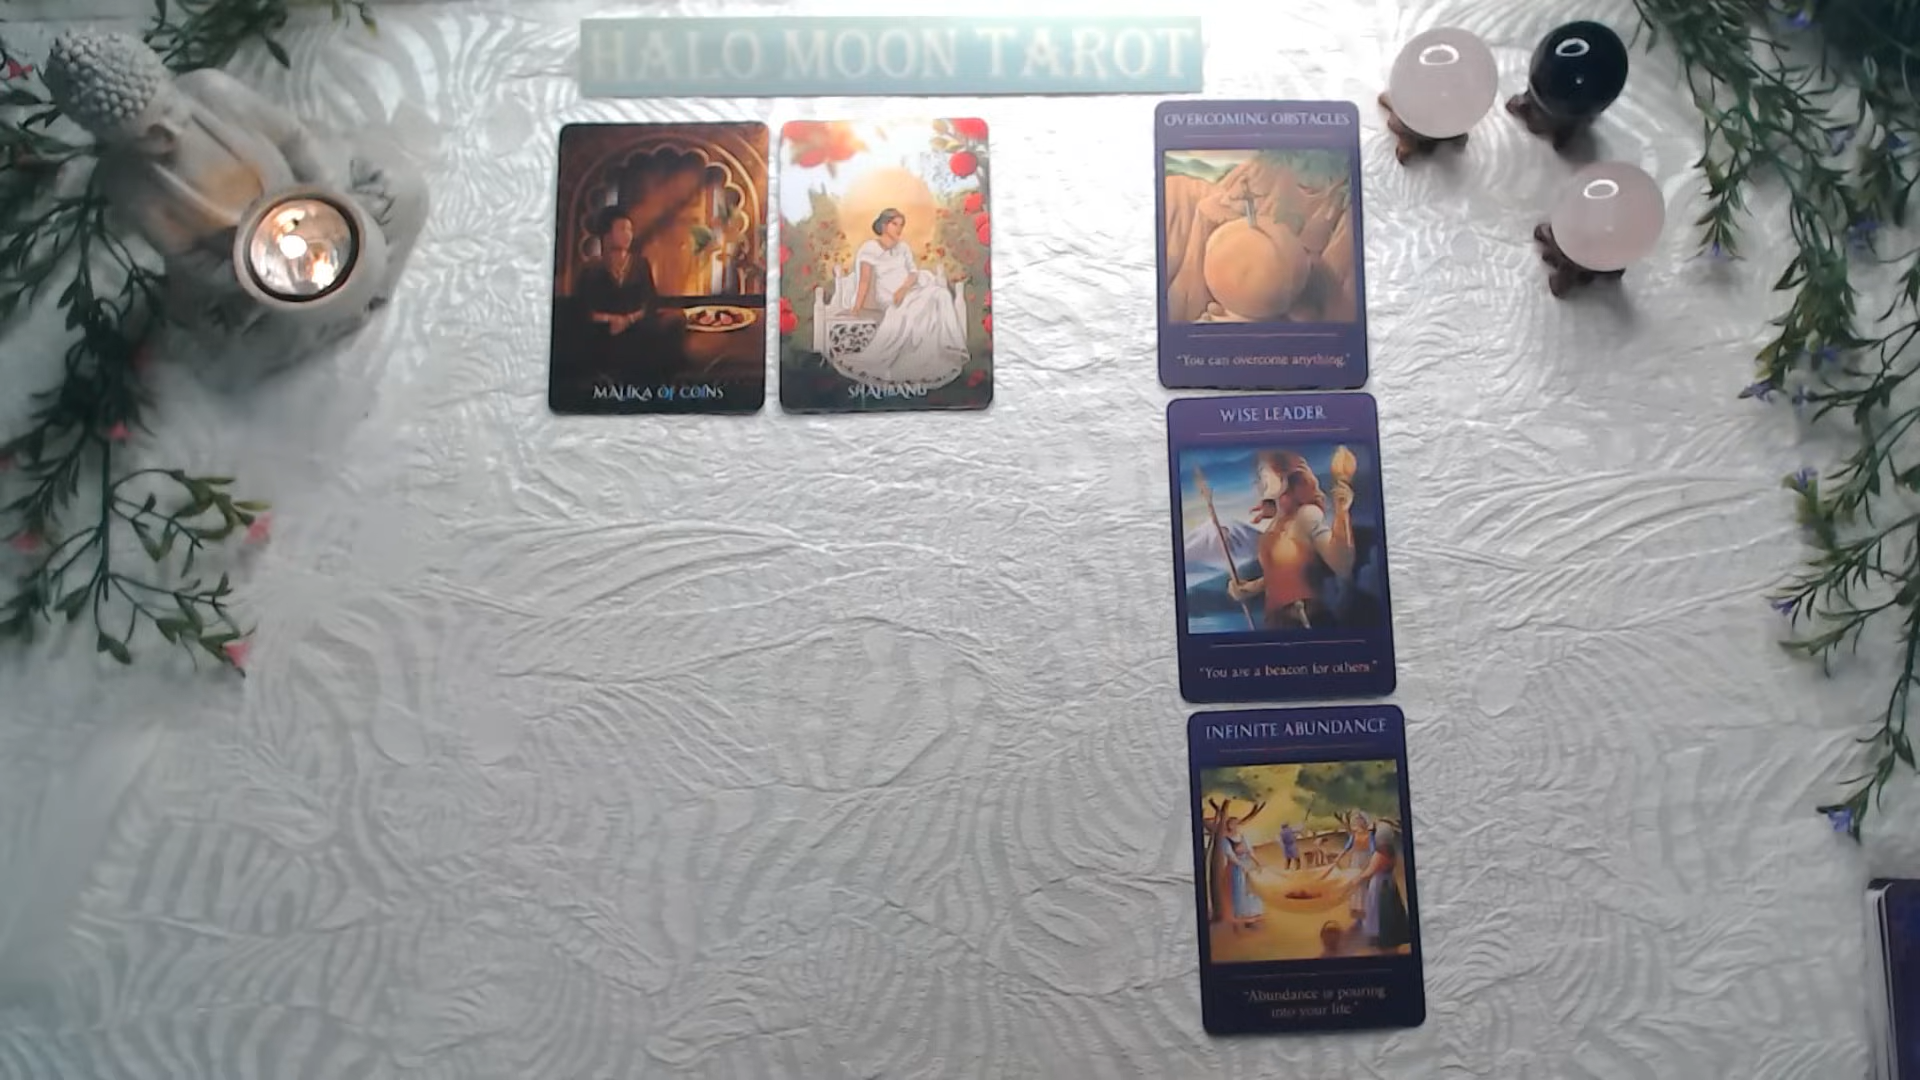 HALO MOON TAROT
MALIKA OF COINS
SHAHBANU
OVERCOMING OBSTACLES
"You can overcome anything."
WISE LEADER
"You are a beacon for others."
INFINITE ABUNDANCE
"Abundance is pouring
into your life."